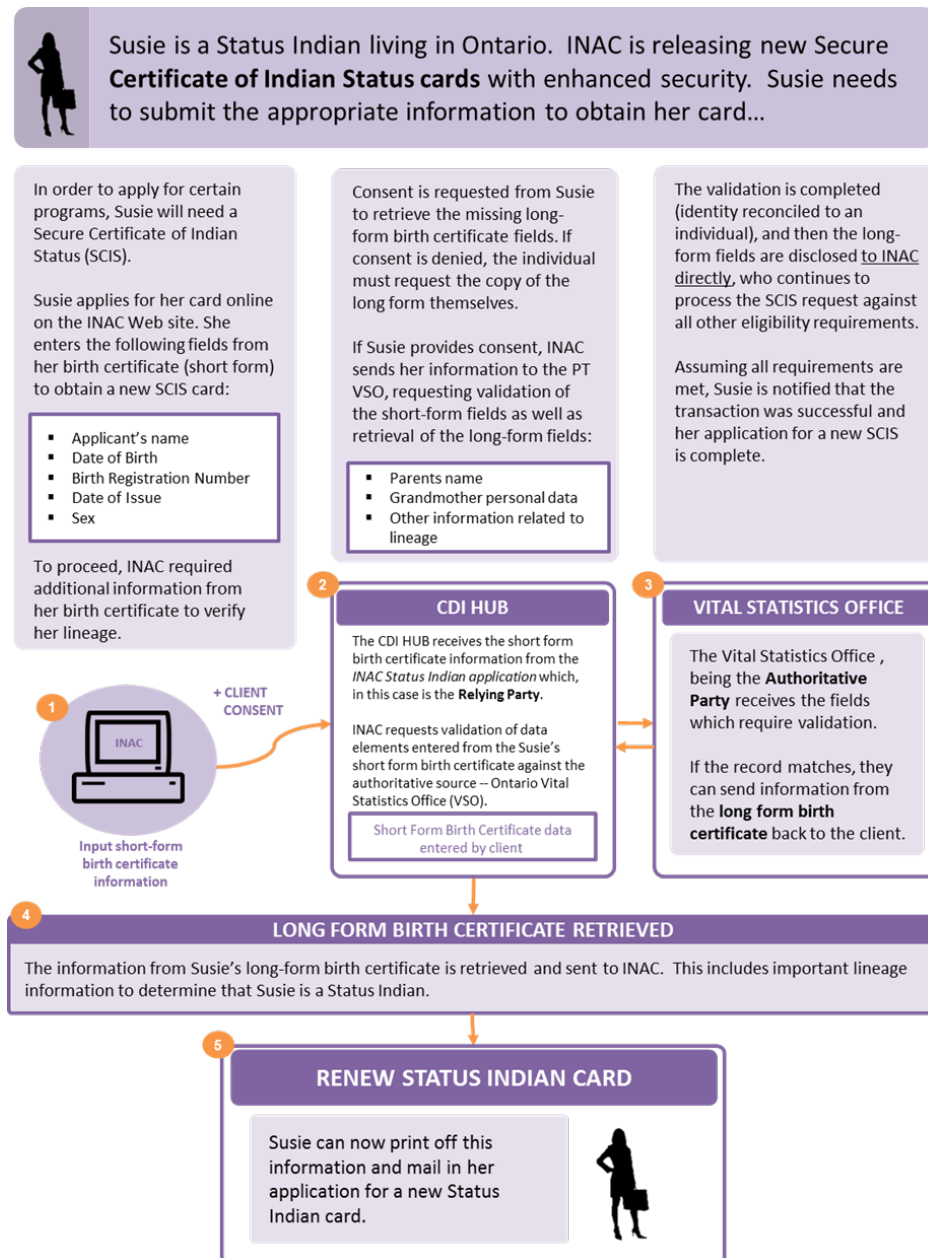 Susie is a Status Indian living in Ontario.  INAC is releasing new Secure
Certificate of Indian Status cards with enhanced security.  Susie needs
to submit the appropriate information to obtain her card…
In order to apply for certain
programs, Susie will need a
Secure Certificate of Indian
Status (SCIS).
Susie applies for her card online
on the INAC Web site. She
enters the following fields from
her birth certificate (short form)
to obtain a new SCIS card:
▪ Applicant's name
▪ Date of Birth
▪ Birth Registration Number
▪ Date of Issue
▪ Sex
To proceed, INAC required
additional information from
her birth certificate to verify
her lineage.
Consent is requested from Susie
to retrieve the missing long-
form birth certificate fields. If
consent is denied, the individual
must request the copy of the
long form themselves.
If Susie provides consent, INAC
sends her information to the PT
VSO, requesting validation of
the short-form fields as well as
retrieval of the long-form fields:
▪ Parents name
▪ Grandmother personal data
▪ Other information related to
lineage
The validation is completed
(identity reconciled to an
individual), and then the long-
form fields are disclosed to INAC
directly, who continues to
process the SCIS request against
all other eligibility requirements.
Assuming all requirements are
met, Susie is notified that the
transaction was successful and
her application for a new SCIS
is complete.
1
INAC
Input short-form
birth certificate
information
+ CLIENT
CONSENT
2
CDI HUB
The CDI HUB receives the short form
birth certificate information from the
INAC Status Indian application which,
in this case is the Relying Party.
INAC requests validation of data
elements entered from the Susie's
short form birth certificate against the
authoritative source -- Ontario Vital
Statistics Office (VSO).
Short Form Birth Certificate data
entered by client
3
VITAL STATISTICS OFFICE
The Vital Statistics Office ,
being the Authoritative
Party receives the fields
which require validation.
If the record matches, they
can send information from
the long form birth
certificate back to the client.
4
LONG FORM BIRTH CERTIFICATE RETRIEVED
The information from Susie's long-form birth certificate is retrieved and sent to INAC.  This includes important lineage
information to determine that Susie is a Status Indian.
5
RENEW STATUS INDIAN CARD
Susie can now print off this
information and mail in her
application for a new Status
Indian card.